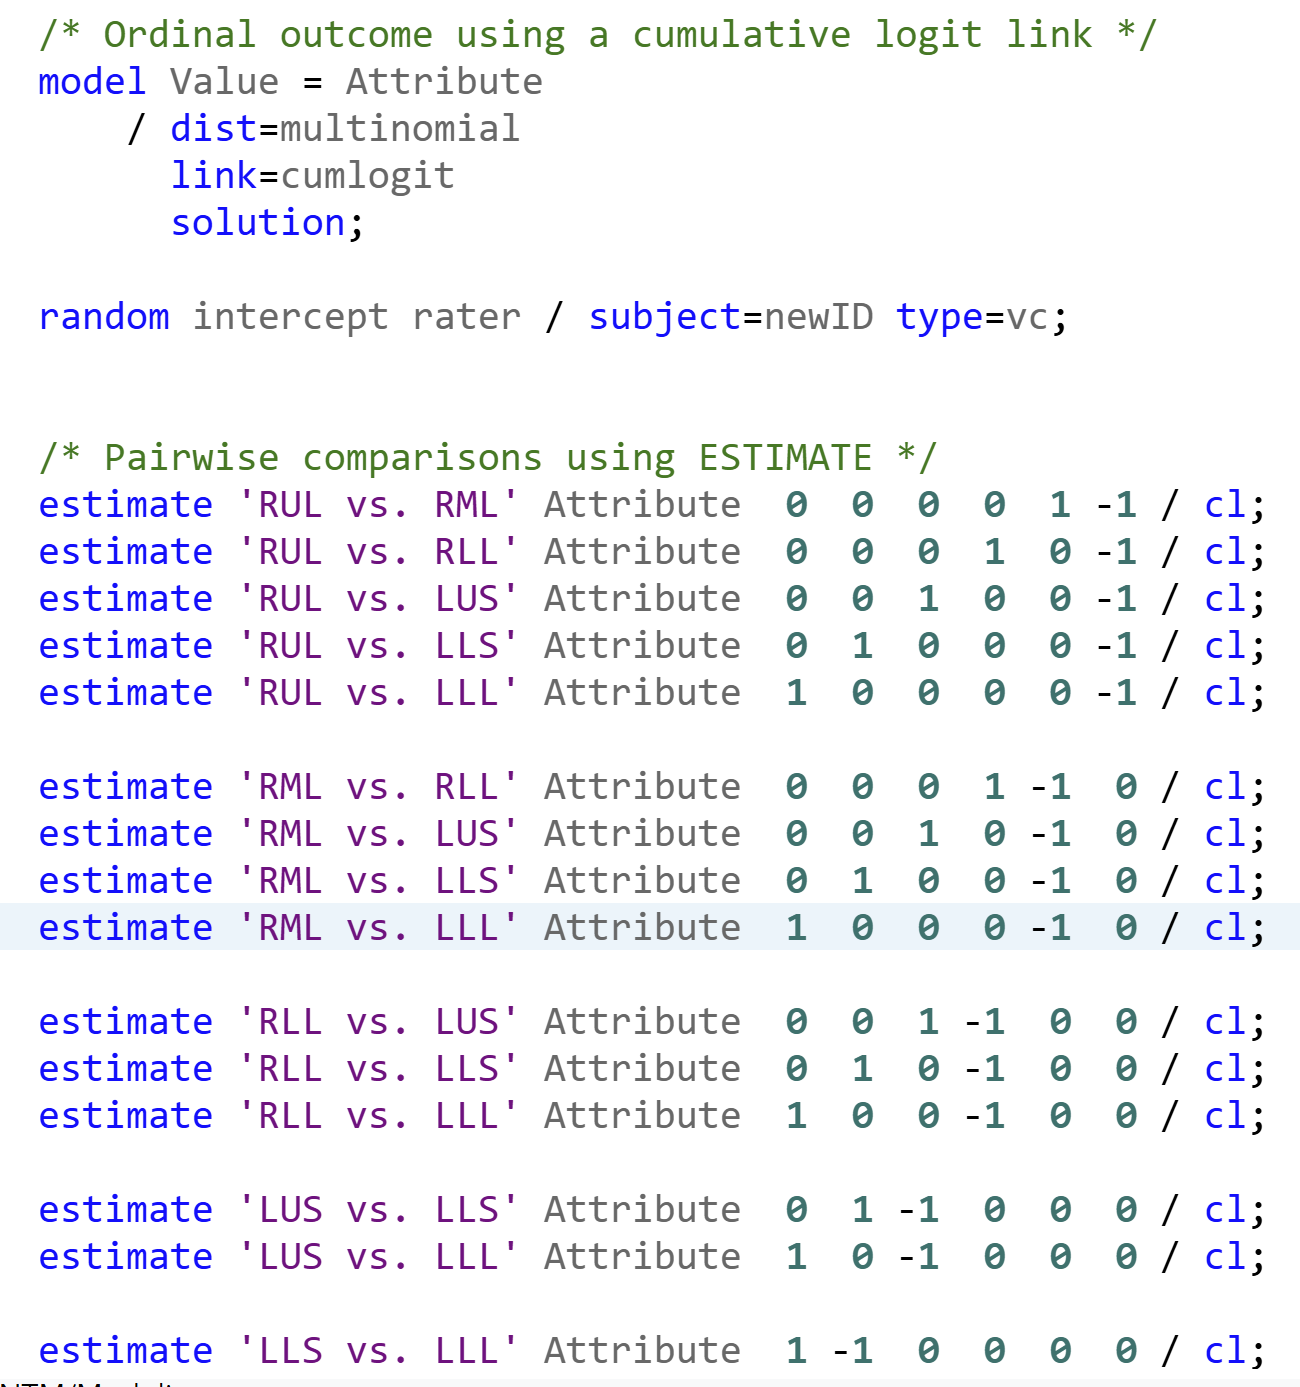 /* Ordinal outcome using a cumulative logit link */
model Value = Attribute
/ dist=multinomial
link=cumlogit
solution;
random intercept rater / subject=newID type=vc;
/* Pairwise comparisons using ESTIMATE */
estimate 'RUL vs. RML' Attribute 0 0 0 0 1 -1 / cl;
estimate 'RUL vs. RLL' Attribute 0 0 0 1 0 -1 / cl;
estimate 'RUL vs. LUS' Attribute 0 0 1 0 0 -1 / cl;
estimate 'RUL vs. LLS' Attribute 0 1 0 0 0 -1 / cl;
estimate 'RUL vs. LLL' Attribute 1 0 0 0 0 -1 / cl;
estimate 'RML vs. RLL' Attribute 0 0 0 1 -1 0 / cl;
estimate 'RML vs. LUS' Attribute 0 0 1 0 -1 0 / cl;
estimate 'RML vs. LLS' Attribute 0 1 0 0 -1 0 / cl;
estimate 'RML vs. LLL' Attribute 1 0 0 0 -1 0 / cl;
estimate 'RLL vs. LUS' Attribute 0 0 1 -1 0 0 / cl;
estimate 'RLL vs. LLS' Attribute 0 1 0 -1 0 0 / cl;
estimate 'RLL vs. LLL' Attribute 1 0 0 -1 0 0 / cl;
estimate 'LUS vs. LLS' Attribute 0 1 -1 0 0 0 / cl;
estimate 'LUS vs. LLL' Attribute 1 0 -1 0 0 0 / cl;
estimate 'LLS vs. LLL' Attribute 1 -1 0 0 0 0 / cl;